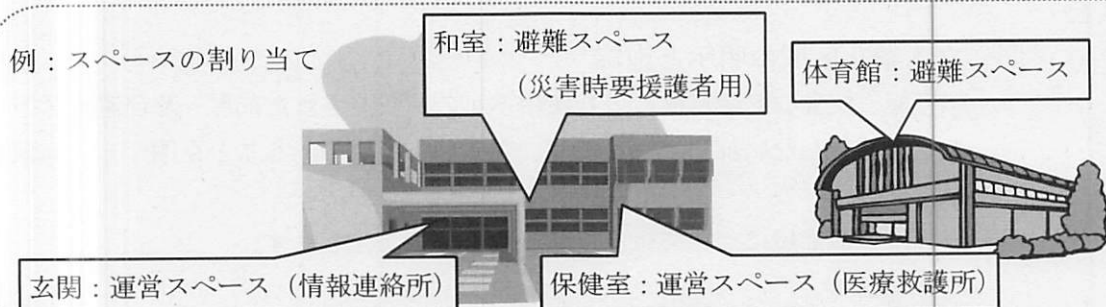 例：スペースの割り当て
和室：避難スペース
（災害時要援護者用）
体育館：避難スペース
玄関：運営スペース（情報連絡所）
保健室：運営スペース（医療救護所）